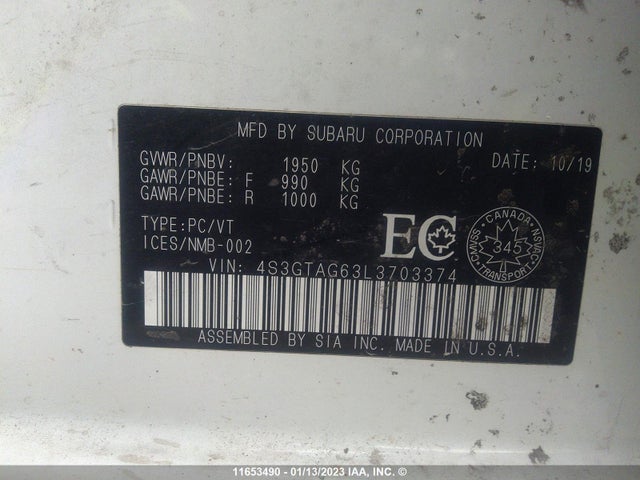 MFD BY SUBARU CORPORATION
GVWR/PNBV: 1950 KG DATE: 10/19
GAWR/PNBE: F 990 KG
GAWR/PNBE: R 1000 KG
TYPE:PC/VT
ICES/NMB-002
EC
CANADA
CMVSS NSVAC
345
TRANSPORT
VIN: 4S3GTAG63L3703374
ASSEMBLED BY SIA INC. MADE IN U.S.A.
11653490 - 01/13/2023 IAA, INC. ©